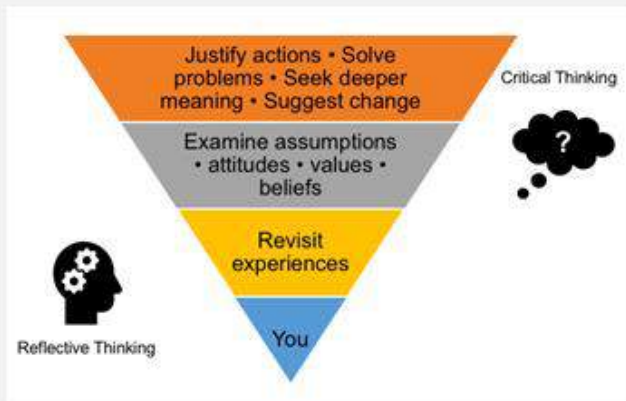 Justify actions • Solve
problems • Seek deeper
meaning • Suggest change
Critical Thinking
Examine assumptions
• attitudes • values •
beliefs
?
Revisit
experiences
You
Reflective Thinking